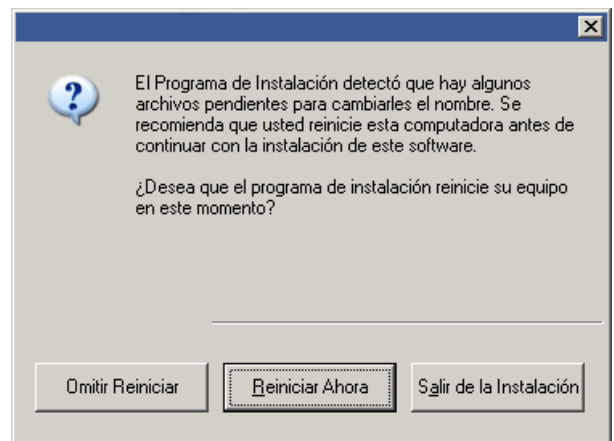 El Programa de Instalación detectó que hay algunos
archivos pendientes para cambiarles el nombre. Se
recomienda que usted reinicie esta computadora antes de
continuar con la instalación de este software.
¿Desea que el programa de instalación reinicie su equipo
en este momento?
Omitir Reiniciar
Reiniciar Ahora
Salir de la Instalación